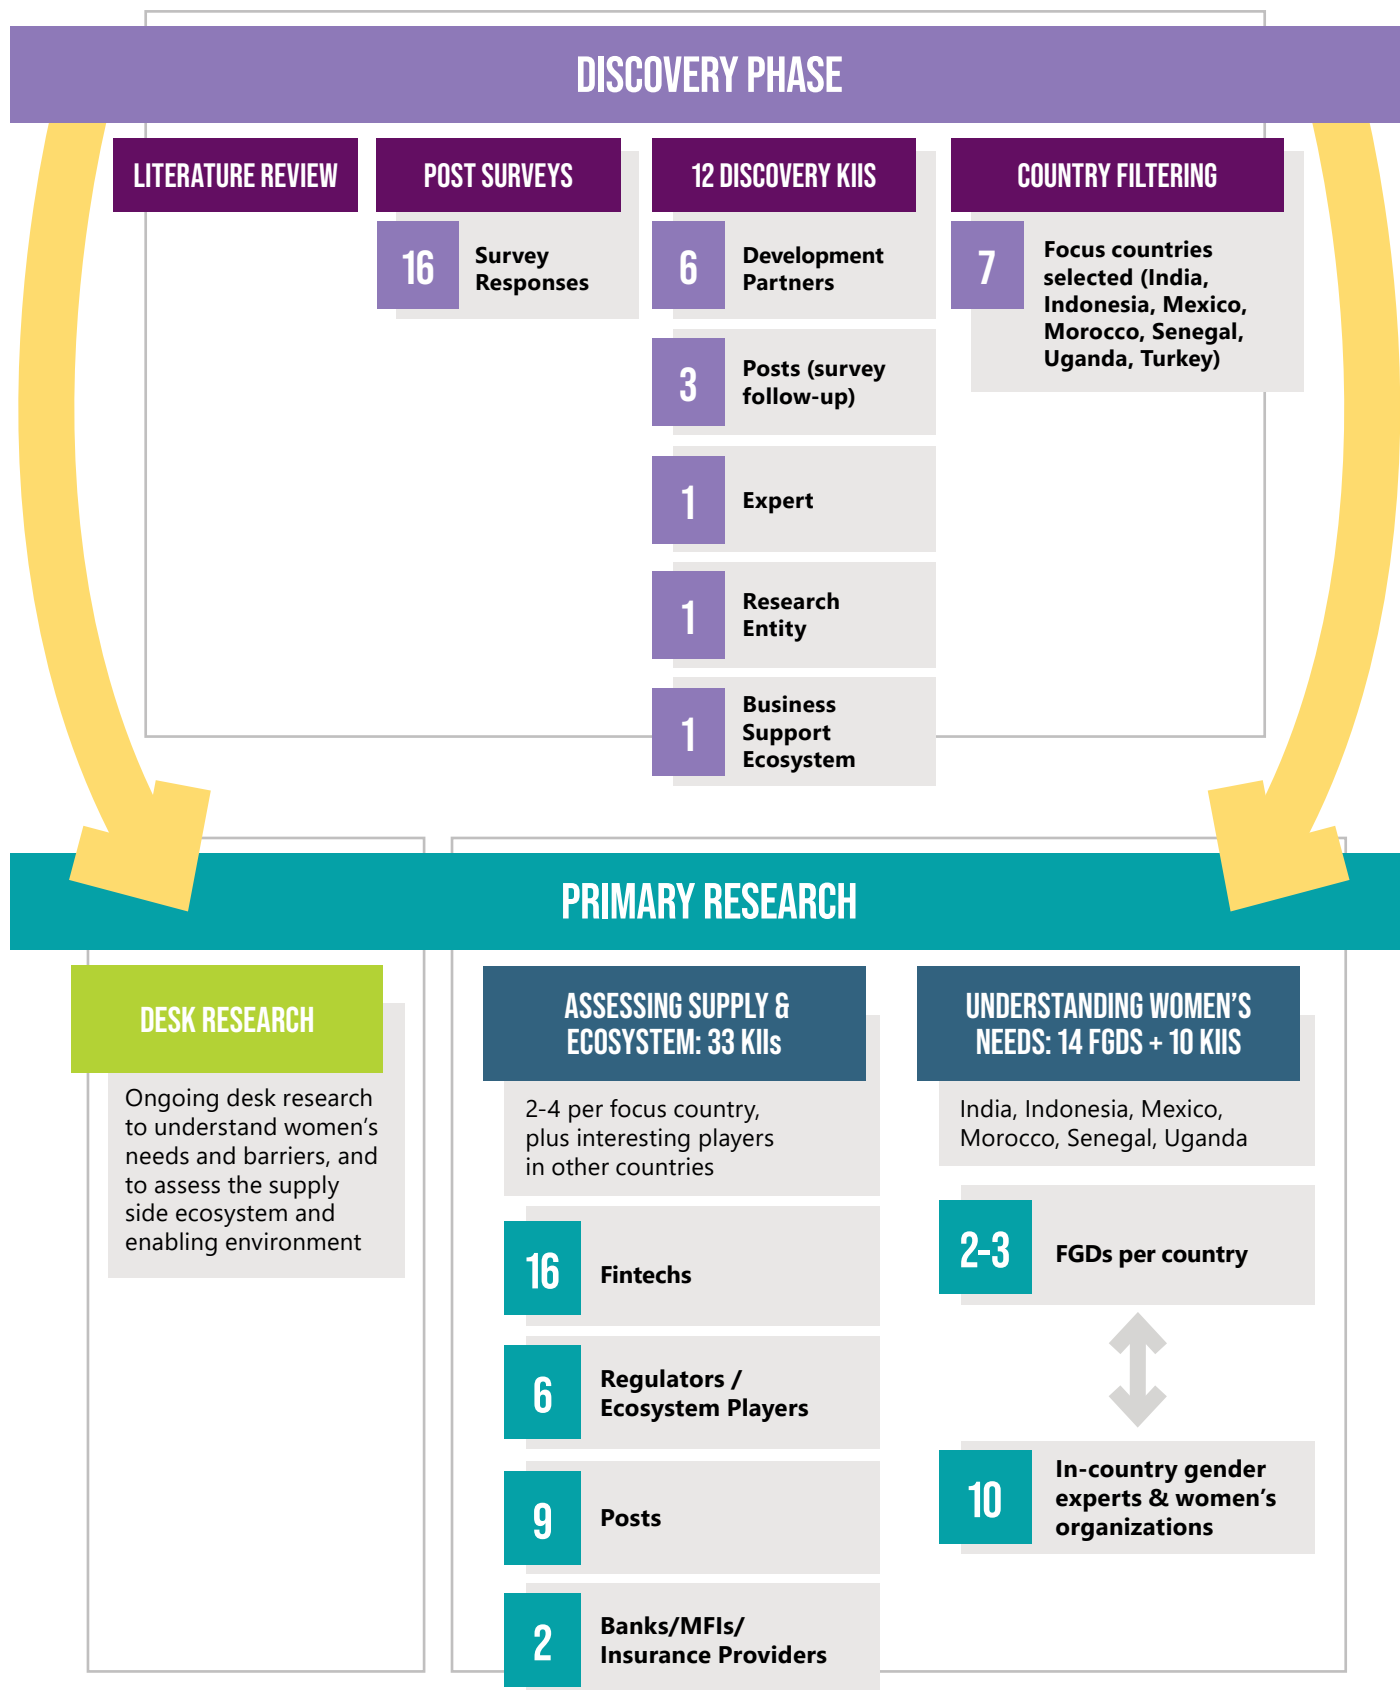 DISCOVERY PHASE
LITERATURE REVIEW
POST SURVEYS
16
Survey
Responses
12 DISCOVERY KIIS
6
Development
Partners
3
Posts (survey
follow-up)
1
Expert
1
Research
Entity
1
Business
Support
Ecosystem
COUNTRY FILTERING
7
Focus countries
selected (India,
Indonesia, Mexico,
Morocco, Senegal,
Uganda, Turkey)
PRIMARY RESEARCH
DESK RESEARCH
Ongoing desk research
to understand women’s
needs and barriers, and
to assess the supply
side ecosystem and
enabling environment
ASSESSING SUPPLY &
ECOSYSTEM: 33 KIIs
2-4 per focus country,
plus interesting players
in other countries
16
Fintechs
6
Regulators /
Ecosystem Players
9
Posts
2
Banks/MFIs/
Insurance Providers
UNDERSTANDING WOMEN’S
NEEDS: 14 FGDS + 10 KIIS
India, Indonesia, Mexico,
Morocco, Senegal, Uganda
2-3
FGDs per country
10
In-country gender
experts & women’s
organizations